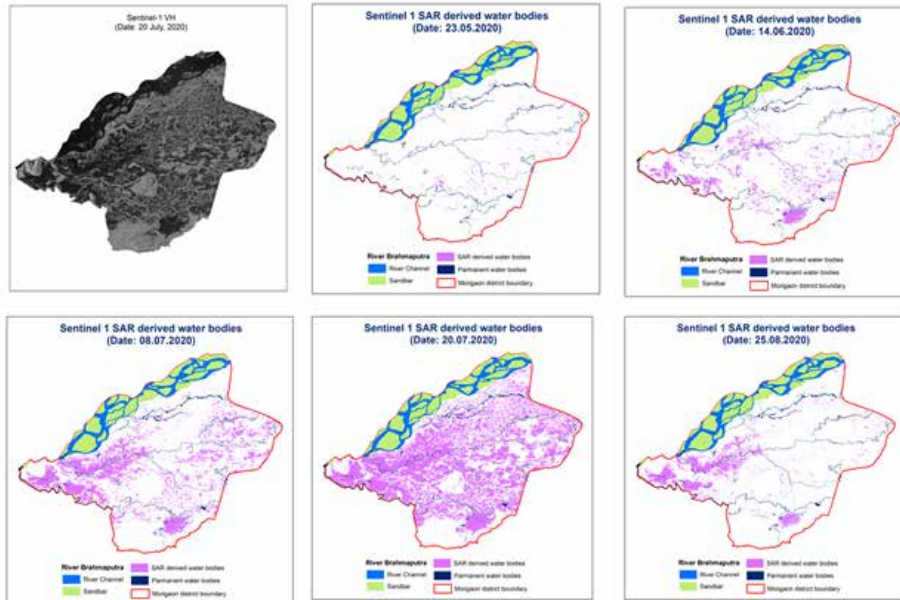 Sentinel-1 VH
(Date: 20 July, 2020)
Sentinel 1 SAR derived water bodies
(Date: 23.05.2020)
River Brahmaputra
River Channel
Sandbar
SAR derived water bodies
Parmanent water bodies
Morigaon district boundary
Sentinel 1 SAR derived water bodies
(Date: 14.06.2020)
River Brahmaputra
River Channel
Sandbar
SAR derived water bodies
Parmanent water bodies
Morigaon district boundary
Sentinel 1 SAR derived water bodies
(Date: 08.07.2020)
River Brahmaputra
River Channel
Sandbar
SAR derived water bodies
Parmanent water bodies
Morigaon district boundary
Sentinel 1 SAR derived water bodies
(Date: 20.07.2020)
River Brahmaputra
River Channel
Sandbar
SAR derived water bodies
Parmanent water bodies
Morigaon district boundary
Sentinel 1 SAR derived water bodies
(Date: 25.08.2020)
River Brahmaputra
River Channel
Sandbar
SAR derived water bodies
Parmanent water bodies
Morigaon district boundary